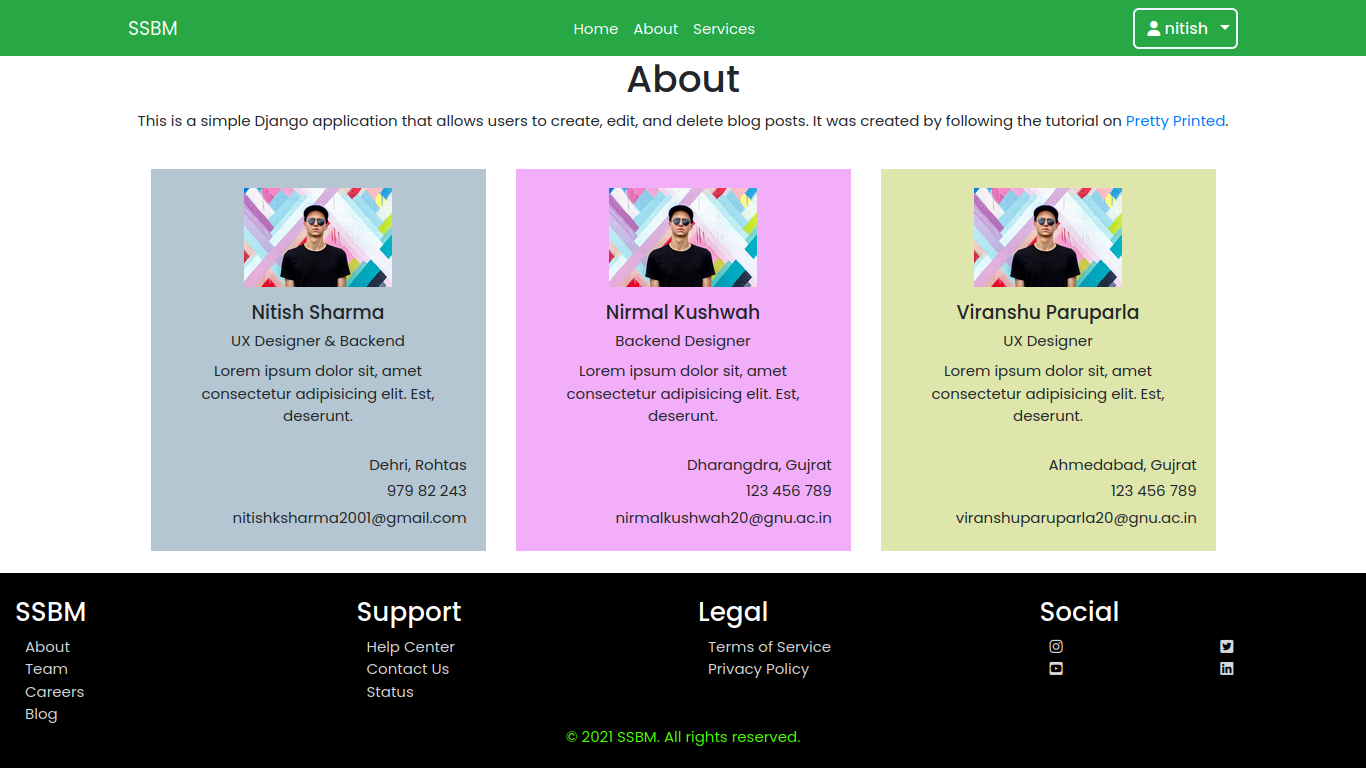 SSBM
Home About Services
nitish
About
This is a simple Django application that allows users to create, edit, and delete blog posts. It was created by following the tutorial on Pretty Printed.
Nitish Sharma
UX Designer & Backend
Lorem ipsum dolor sit, amet
consectetur adipisicing elit. Est,
deserunt.
Dehri, Rohtas
979 82 243
nitishksharma2001@gmail.com
Nirmal Kushwah
Backend Designer
Lorem ipsum dolor sit, amet
consectetur adipisicing elit. Est,
deserunt.
Dharangdra, Gujrat
123 456 789
nirmalkushwah20@gnu.ac.in
Viranshu Paruparla
UX Designer
Lorem ipsum dolor sit, amet
consectetur adipisicing elit. Est,
deserunt.
Ahmedabad, Gujrat
123 456 789
viranshuparuparla20@gnu.ac.in
SSBM
About
Team
Careers
Blog
Support
Help Center
Contact Us
Status
Legal
Terms of Service
Privacy Policy
Social
© 2021 SSBM. All rights reserved.